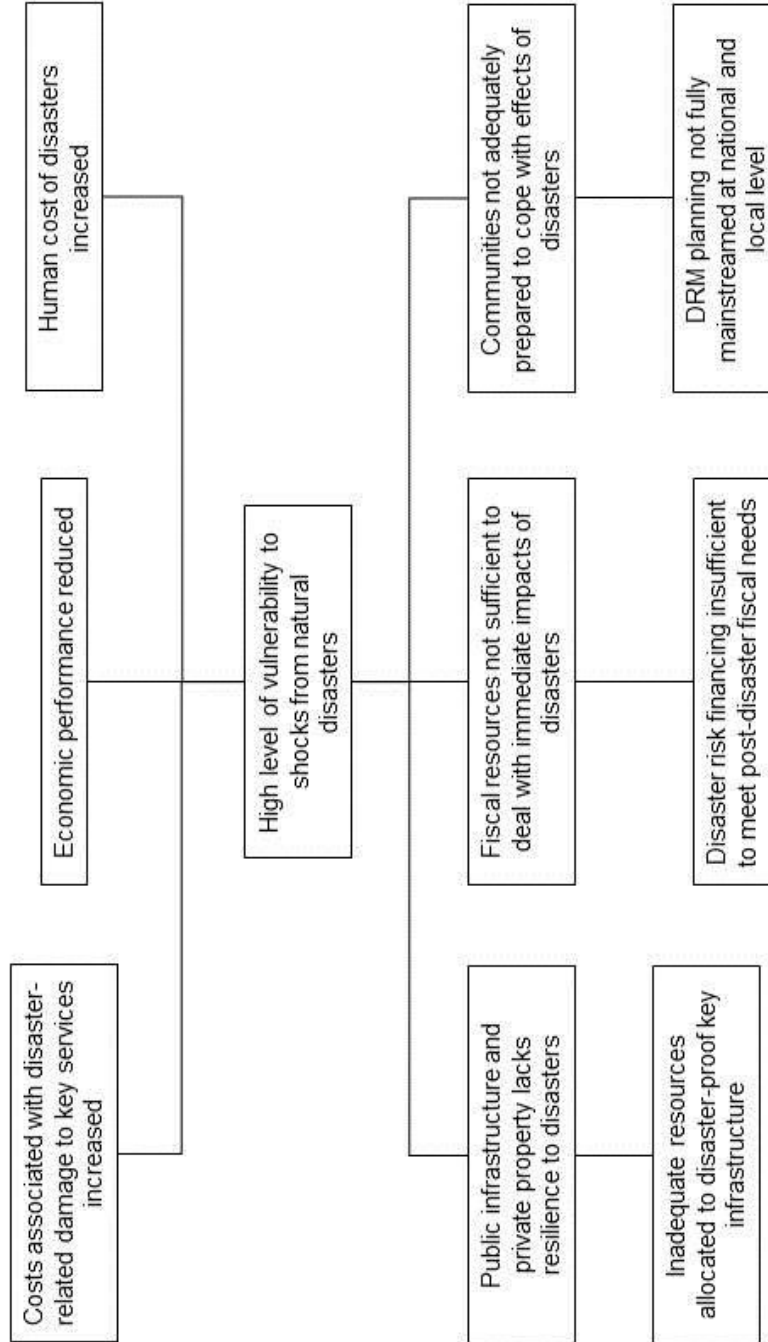 Costs associated with disaster-
related damage to key services
increased
Economic performance reduced
Human cost of disasters
increased
High level of vulnerability to
shocks from natural
disasters
Public infrastructure and
private property lacks
resilience to disasters
Fiscal resources not sufficient to
deal with immediate impacts of
disasters
Communities not adequately
prepared to cope with effects of
disasters
Inadequate resources
allocated to disaster-proof key
infrastructure
Disaster risk financing insufficient
to meet post-disaster fiscal needs
DRM planning not fully
mainstreamed at national and
local level